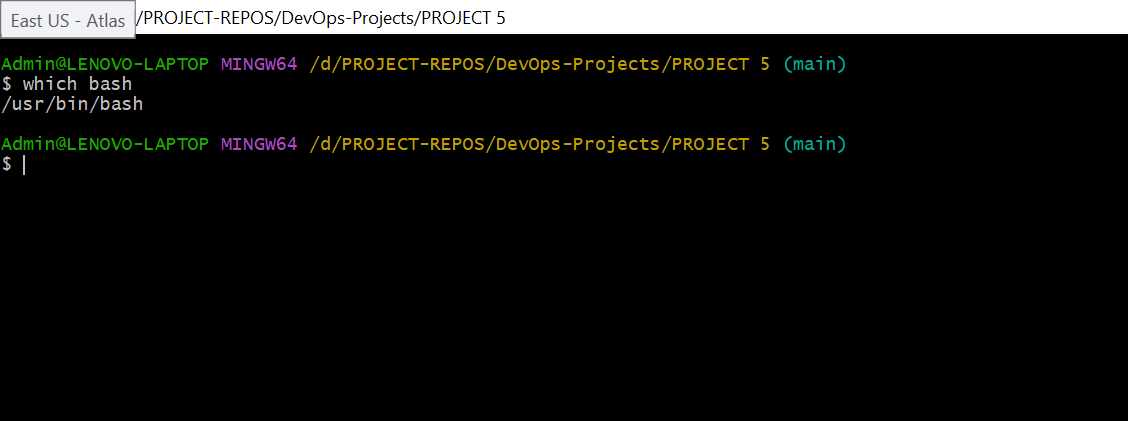 East US - Atlas
/PROJECT-REPOS/DevOps-Projects/PROJECT 5
Admin@LENOVO-LAPTOP MINGW64 /d/PROJECT-REPOS/DevOps-Projects/PROJECT 5 (main)
$ which bash
/usr/bin/bash
Admin@LENOVO-LAPTOP MINGW64 /d/PROJECT-REPOS/DevOps-Projects/PROJECT 5 (main)
$